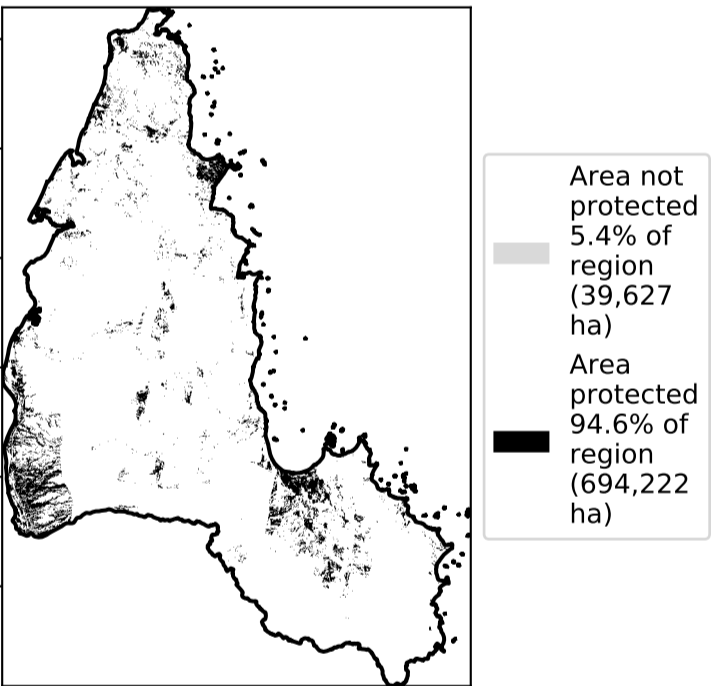 Area not
protected
5.4% of
region
(39,627
ha)
Area
protected
94.6% of
region
(694,222
ha)